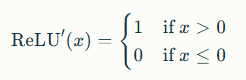 ReLU′(x) = { 1 if x > 0
0 if x ≤ 0